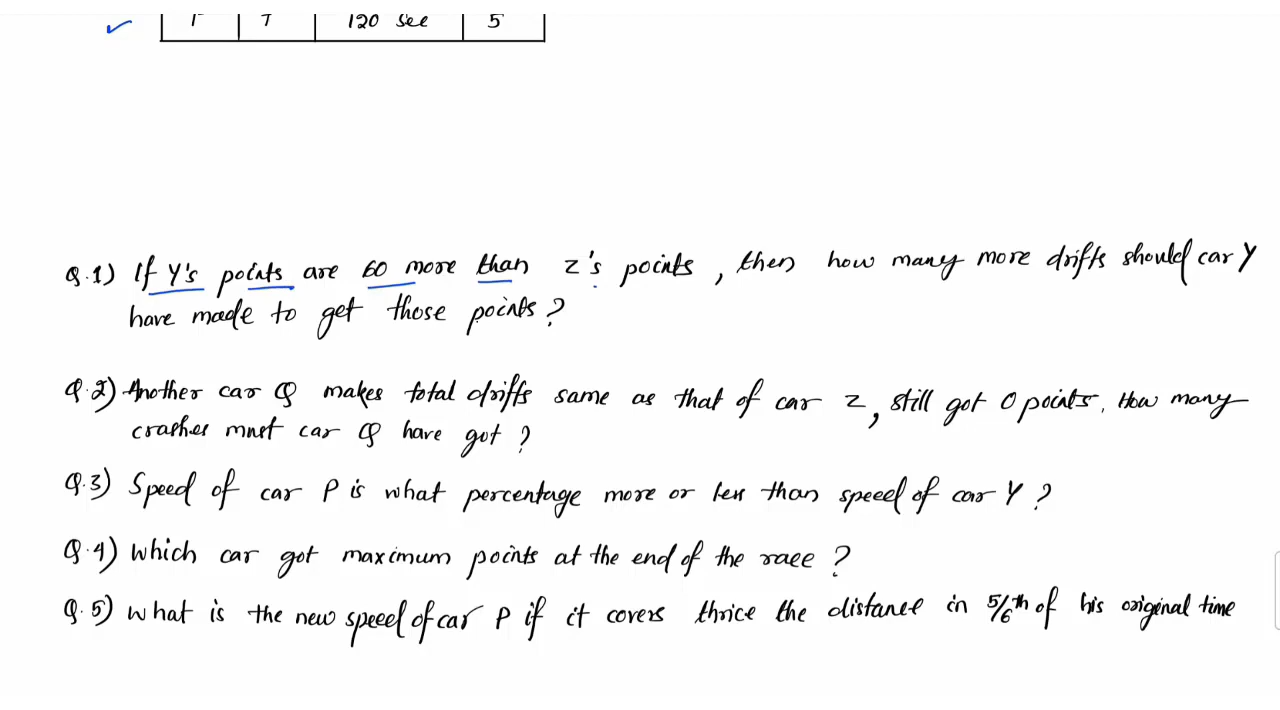 120 sec 5
Q.1) If Y's points are 60 more than Z's points, then how many more drifts should car Y
have made to get those points?
Q.2) Another car Q makes total drifts same as that of car Z, still got 0 points. How many
crashes must car Q have got?
Q.3) Speed of car P is what percentage more or less than speed of car Y?
Q.4) Which car got maximum points at the end of the race?
Q.5) What is the new speed of car P if it covers thrice the distance in 5/6th of his original time